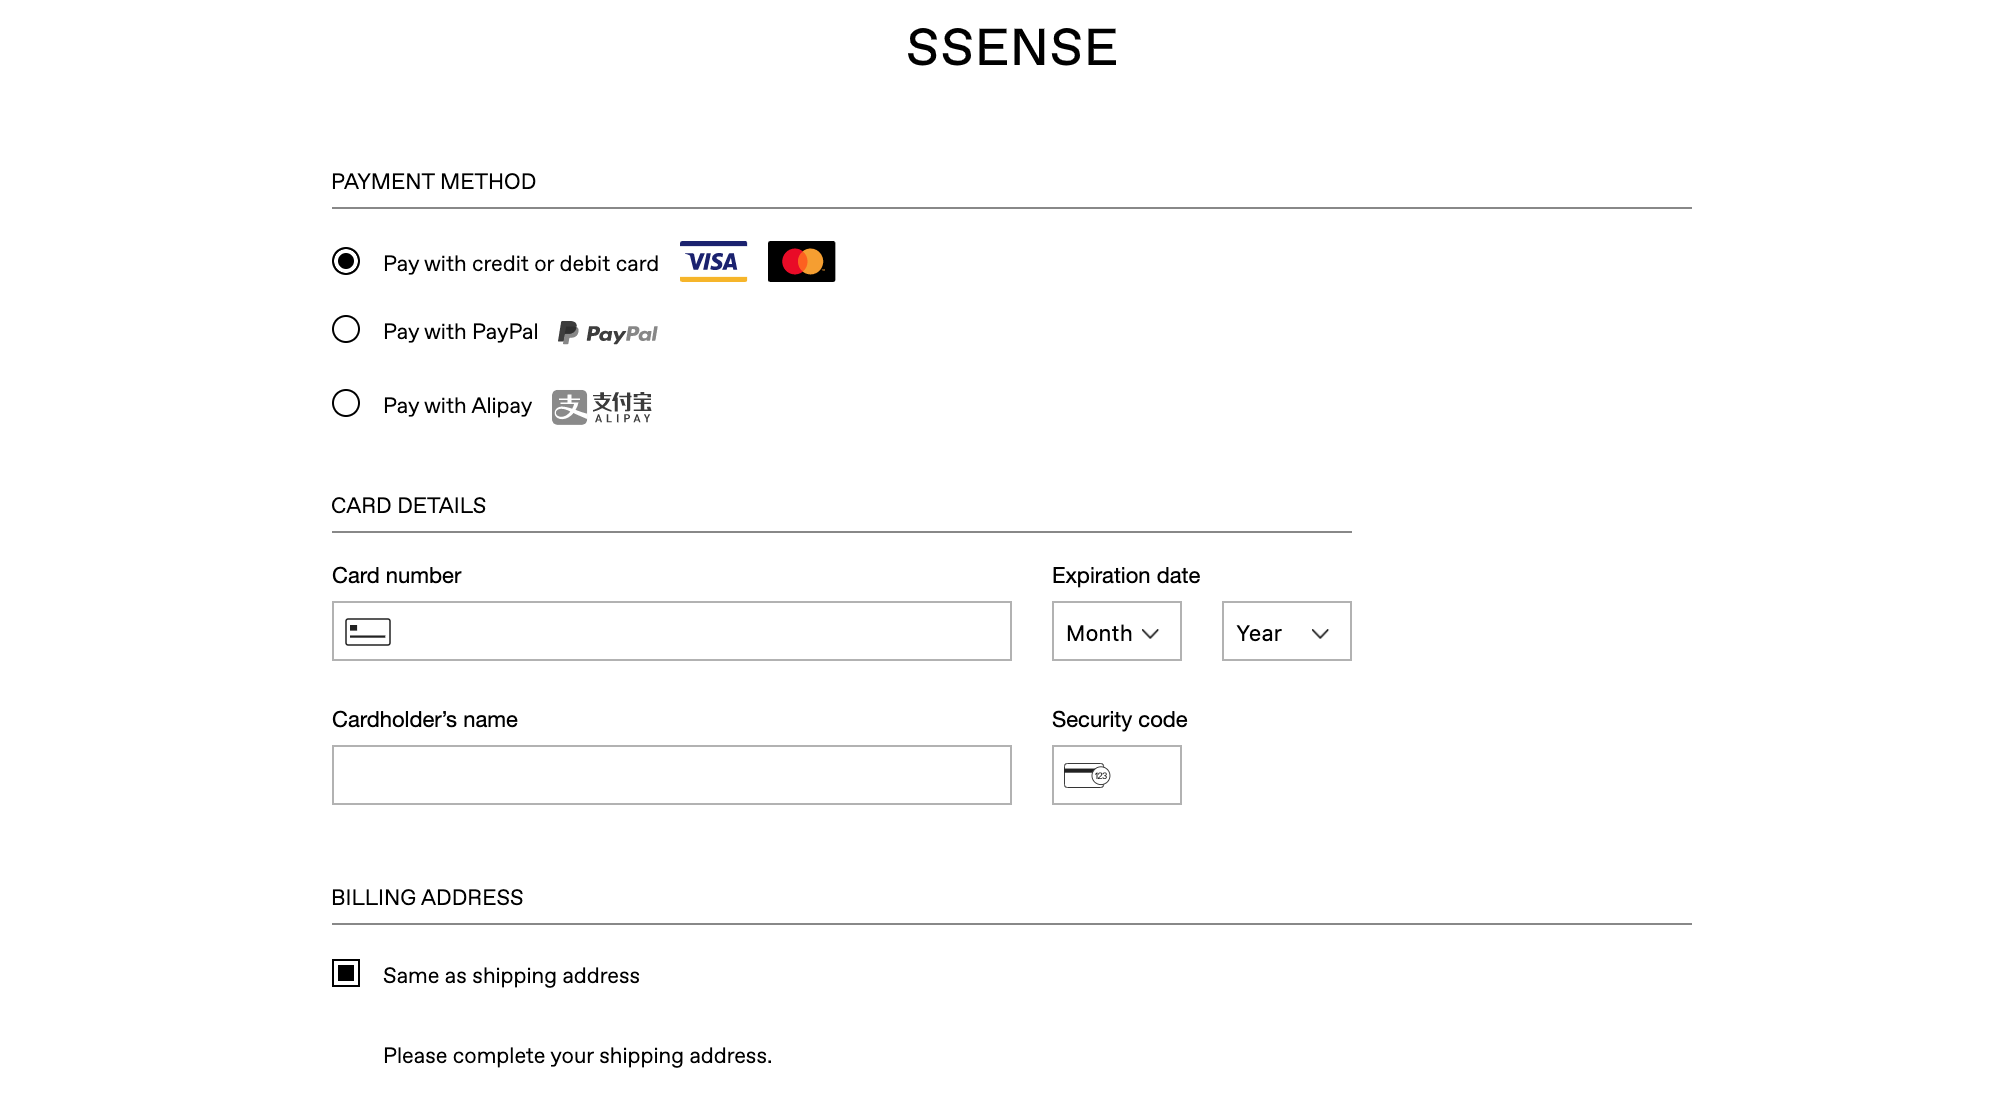 SSENSE
PAYMENT METHOD
Pay with credit or debit card VISA
Pay with PayPal PayPal
Pay with Alipay 支 支付宝
ALIPAY
CARD DETAILS
Card number
Expiration date
Month
Year
Cardholder’s name
Security code
123
BILLING ADDRESS
Same as shipping address
Please complete your shipping address.